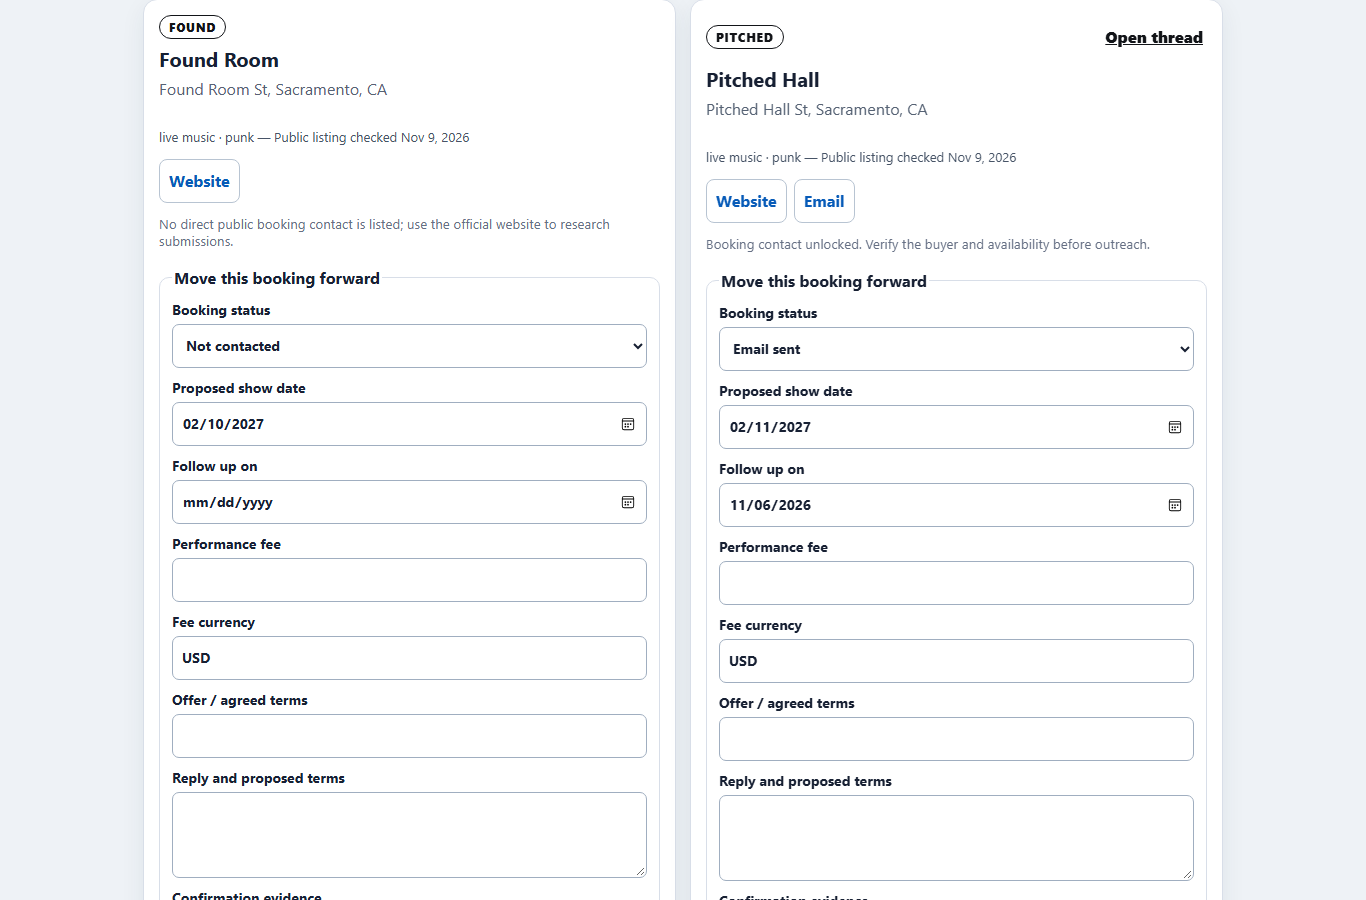 FOUND
Found Room
Found Room St, Sacramento, CA
live music · punk — Public listing checked Nov 9, 2026
Website
No direct public booking contact is listed; use the official website to research
submissions.
Move this booking forward
Booking status
Not contacted
Proposed show date
02/10/2027
Follow up on
mm/dd/yyyy
Performance fee
Fee currency
USD
Offer / agreed terms
Reply and proposed terms
Confirmation evidence
PITCHED
Open thread
Pitched Hall
Pitched Hall St, Sacramento, CA
live music · punk — Public listing checked Nov 9, 2026
Website
Email
Booking contact unlocked. Verify the buyer and availability before outreach.
Move this booking forward
Booking status
Email sent
Proposed show date
02/11/2027
Follow up on
11/06/2026
Performance fee
Fee currency
USD
Offer / agreed terms
Reply and proposed terms
Confirmation evidence